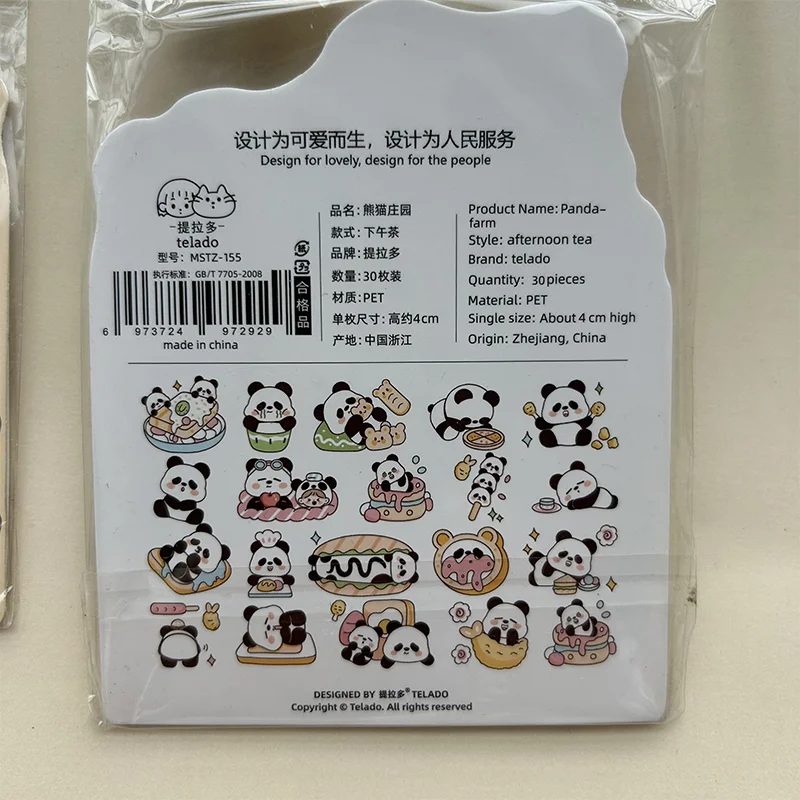 设计为可爱而生，设计为人民服务
Design for lovely, design for the people
-提拉多-
telado
型号：MSTZ-155
执行标准：GB/T 7705-2008
6 973724 972929
合格品
made in china
品名：熊猫庄园
款式：下午茶
品牌：提拉多
数量：30枚装
材质：PET
单枚尺寸：高约4cm
产地：中国浙江
Product Name: Panda-
farm
Style: afternoon tea
Brand: telado
Quantity: 30pieces
Material: PET
Single size: About 4 cm high
Origin: Zhejiang, China
DESIGNED BY 提拉多® TELADO
Copyright © Telado. All rights reserved